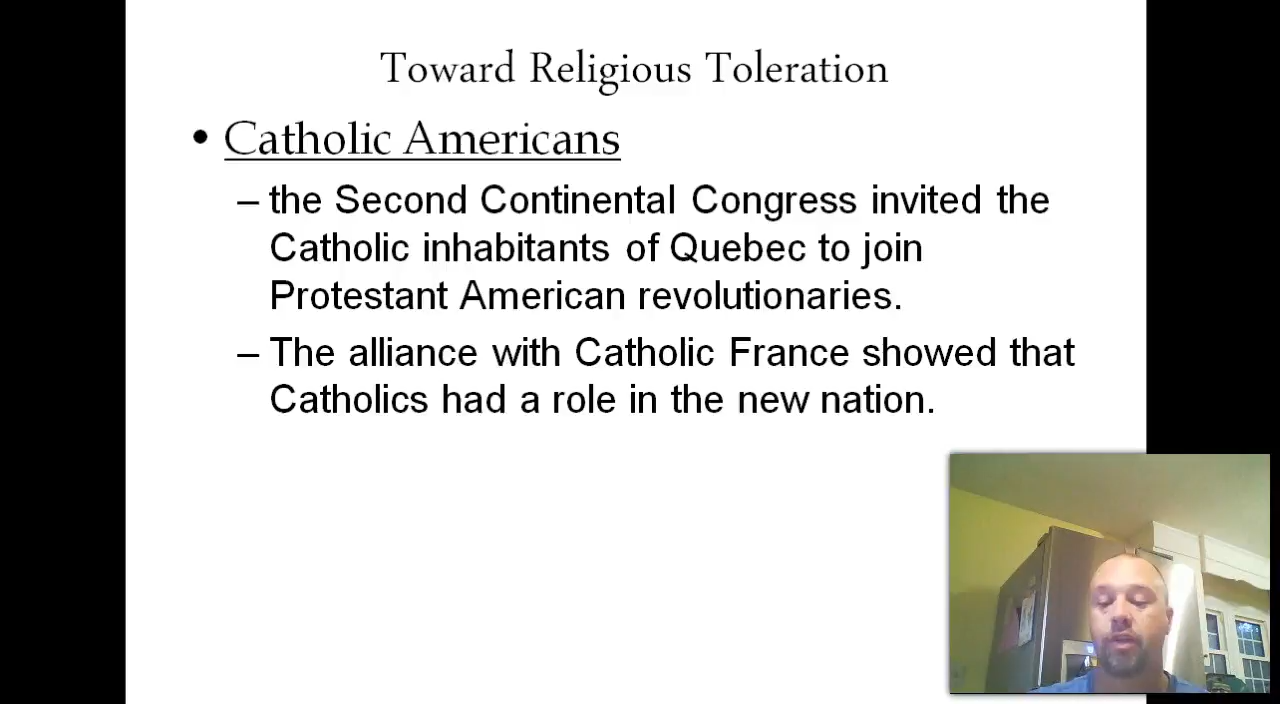 Toward Religious Toleration
• Catholic Americans
– the Second Continental Congress invited the
Catholic inhabitants of Quebec to join
Protestant American revolutionaries.
– The alliance with Catholic France showed that
Catholics had a role in the new nation.